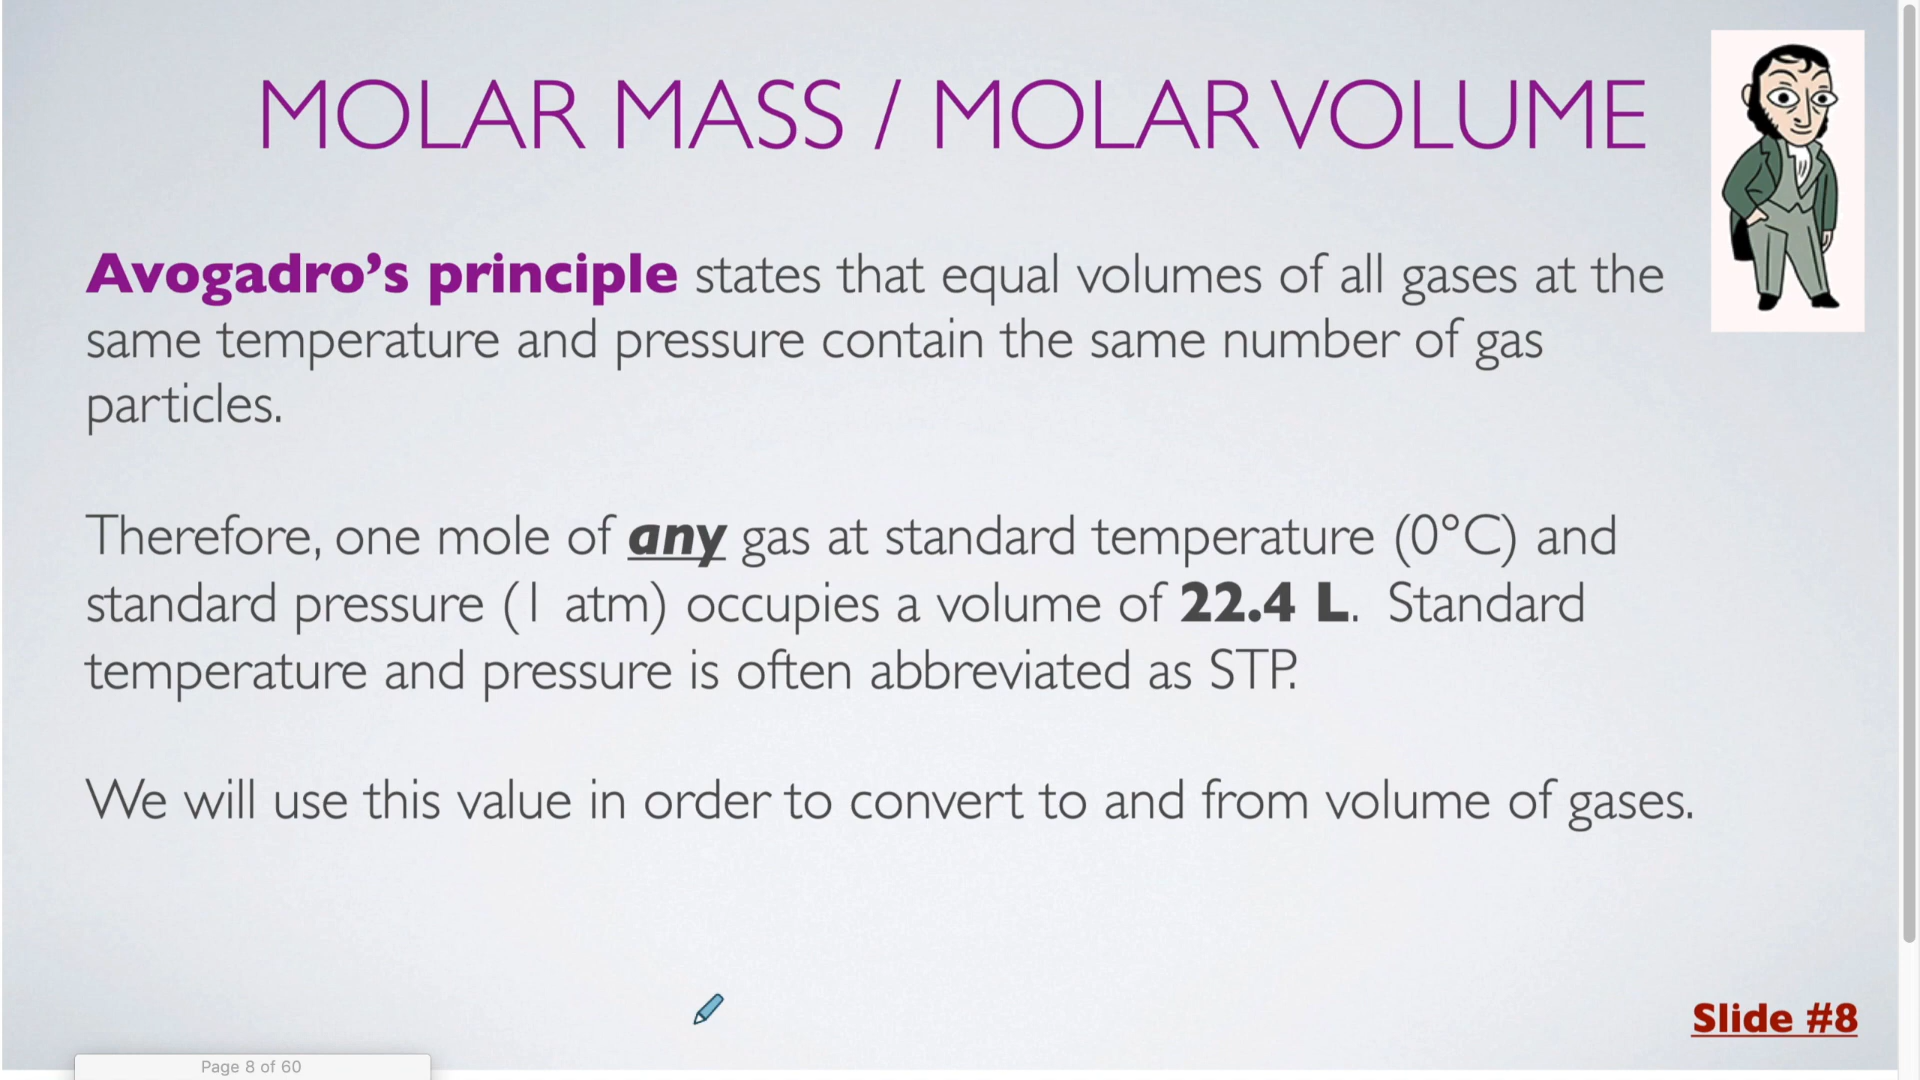 MOLAR MASS / MOLAR VOLUME
Avogadro’s principle states that equal volumes of all gases at the
same temperature and pressure contain the same number of gas
particles.
Therefore, one mole of any gas at standard temperature (0°C) and
standard pressure (1 atm) occupies a volume of 22.4 L. Standard
temperature and pressure is often abbreviated as STP.
We will use this value in order to convert to and from volume of gases.
Slide #8
Page 8 of 60